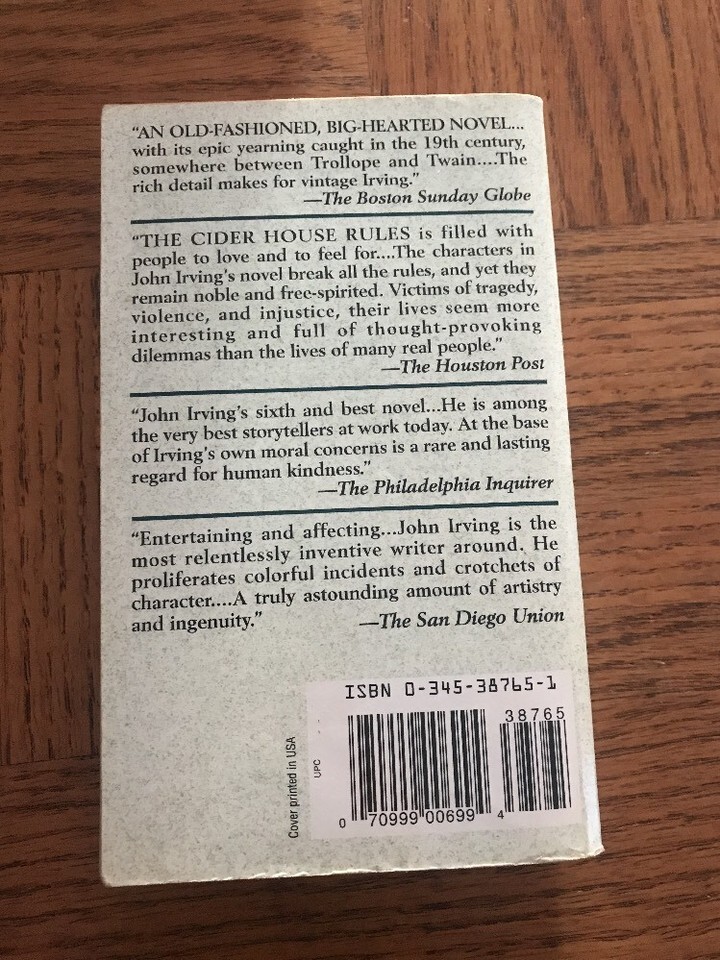 “AN OLD-FASHIONED, BIG-HEARTED NOVEL...
with its epic yearning caught in the 19th century,
somewhere between Trollope and Twain....The
rich detail makes for vintage Irving.”
—The Boston Sunday Globe
“THE CIDER HOUSE RULES is filled with
people to love and to feel for....The characters in
John Irving’s novel break all the rules, and yet they
remain noble and free-spirited. Victims of tragedy,
violence, and injustice, their lives seem more
interesting and full of thought-provoking
dilemmas than the lives of many real people.”
—The Houston Post
“John Irving’s sixth and best novel...He is among
the very best storytellers at work today. At the base
of Irving’s own moral concerns is a rare and lasting
regard for human kindness.”
—The Philadelphia Inquirer
“Entertaining and affecting...John Irving is the
most relentlessly inventive writer around. He
proliferates colorful incidents and crotchets of
character....A truly astounding amount of artistry
and ingenuity.” —The San Diego Union
ISBN 0-345-38765-1
38765
0 70999 00699 4
UPC
Cover printed in USA